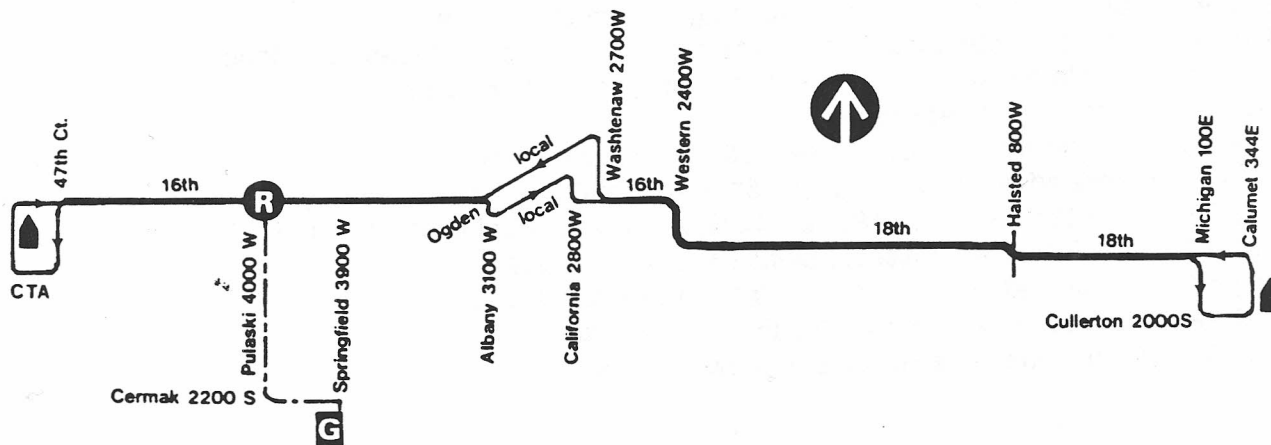 47th Ct.
16th
R
CTA
Pulaski 4000 W
Springfield 3900 W
Cermak 2200 S
G
Ogden
local
local
Albany 3100 W
California 2800W
Washtenaw 2700W
16th
Western 2400W
18th
Halsted 800W
18th
Michigan 100E
Calumet 344E
Cullerton 2000S